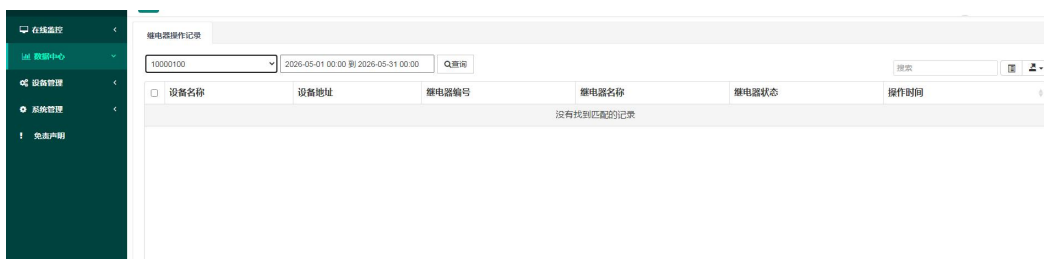 在线监控
数据中心
设备管理
系统管理
免责声明
继电器操作记录
10000100
2026-05-01 00:00 到 2026-05-31 00:00
查询
搜索
设备名称 设备地址 继电器编号 继电器名称 继电器状态 操作时间
没有找到匹配的记录